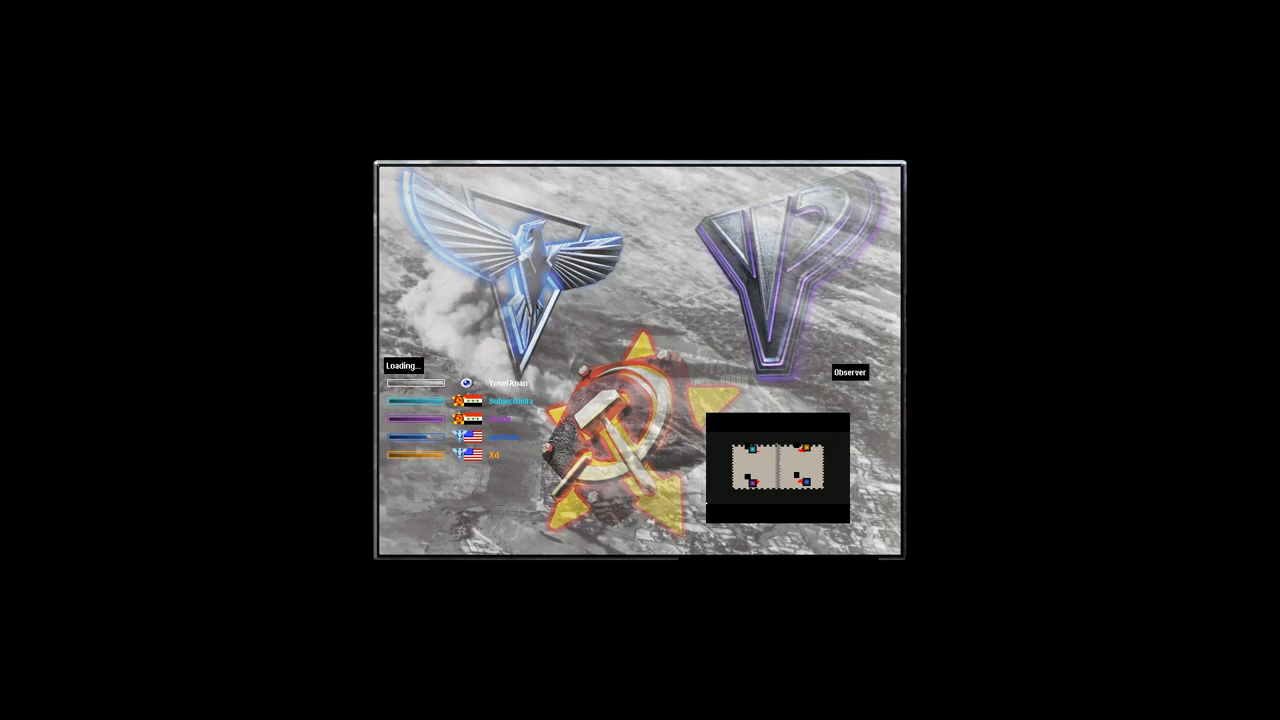 Loading...
YusefAnan
Observer
SubjectDelta
Xd